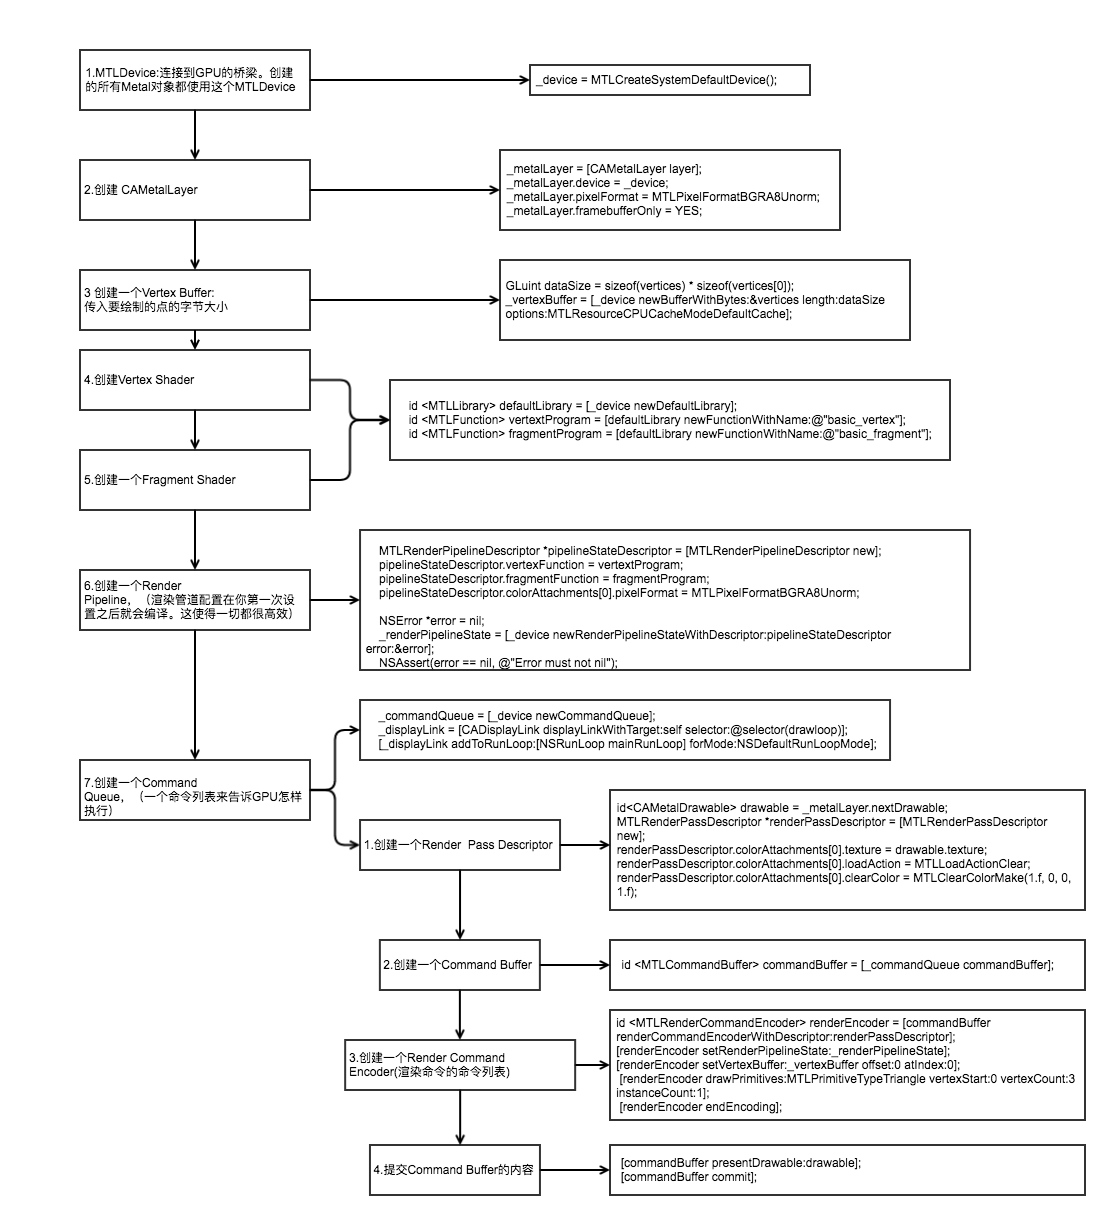 1.MTLDevice:连接到GPU的桥梁。创建
的所有Metal对象都使用这个MTLDevice
_device = MTLCreateSystemDefaultDevice();
2.创建 CAMetalLayer
_metalLayer = [CAMetalLayer layer];
_metalLayer.device = _device;
_metalLayer.pixelFormat = MTLPixelFormatBGRA8Unorm;
_metalLayer.framebufferOnly = YES;
3 创建一个Vertex Buffer:
传入要绘制的点的字节大小
GLuint dataSize = sizeof(vertices) * sizeof(vertices[0]);
_vertexBuffer = [_device newBufferWithBytes:&vertices length:dataSize
options:MTLResourceCPUCacheModeDefaultCache];
4.创建Vertex Shader
5.创建一个Fragment Shader
id <MTLLibrary> defaultLibrary = [_device newDefaultLibrary];
id <MTLFunction> vertextProgram = [defaultLibrary newFunctionWithName:@"basic_vertex"];
id <MTLFunction> fragmentProgram = [defaultLibrary newFunctionWithName:@"basic_fragment"];
6.创建一个Render
Pipeline，（渲染管道配置在你第一次设
置之后就会编译。这使得一切都很高效）
MTLRenderPipelineDescriptor *pipelineStateDescriptor = [MTLRenderPipelineDescriptor new];
pipelineStateDescriptor.vertexFunction = vertextProgram;
pipelineStateDescriptor.fragmentFunction = fragmentProgram;
pipelineStateDescriptor.colorAttachments[0].pixelFormat = MTLPixelFormatBGRA8Unorm;
NSError *error = nil;
_renderPipelineState = [_device newRenderPipelineStateWithDescriptor:pipelineStateDescriptor
error:&error];
NSAssert(error == nil, @"Error must not nil");
7.创建一个Command
Queue，（一个命令列表来告诉GPU怎样
执行）
_commandQueue = [_device newCommandQueue];
_displayLink = [CADisplayLink displayLinkWithTarget:self selector:@selector(drawloop)];
[_displayLink addToRunLoop:[NSRunLoop mainRunLoop] forMode:NSDefaultRunLoopMode];
1.创建一个Render  Pass Descriptor
id<CAMetalDrawable> drawable = _metalLayer.nextDrawable;
MTLRenderPassDescriptor *renderPassDescriptor = [MTLRenderPassDescriptor
new];
renderPassDescriptor.colorAttachments[0].texture = drawable.texture;
renderPassDescriptor.colorAttachments[0].loadAction = MTLLoadActionClear;
renderPassDescriptor.colorAttachments[0].clearColor = MTLClearColorMake(1.f, 0, 0,
1.f);
2.创建一个Command Buffer
id <MTLCommandBuffer> commandBuffer = [_commandQueue commandBuffer];
3.创建一个Render Command
Encoder(渲染命令的命令列表)
id <MTLRenderCommandEncoder> renderEncoder = [commandBuffer
renderCommandEncoderWithDescriptor:renderPassDescriptor];
[renderEncoder setRenderPipelineState:_renderPipelineState];
[renderEncoder setVertexBuffer:_vertexBuffer offset:0 atIndex:0];
[renderEncoder drawPrimitives:MTLPrimitiveTypeTriangle vertexStart:0 vertexCount:3
instanceCount:1];
[renderEncoder endEncoding];
4.提交Command Buffer的内容
[commandBuffer presentDrawable:drawable];
[commandBuffer commit];